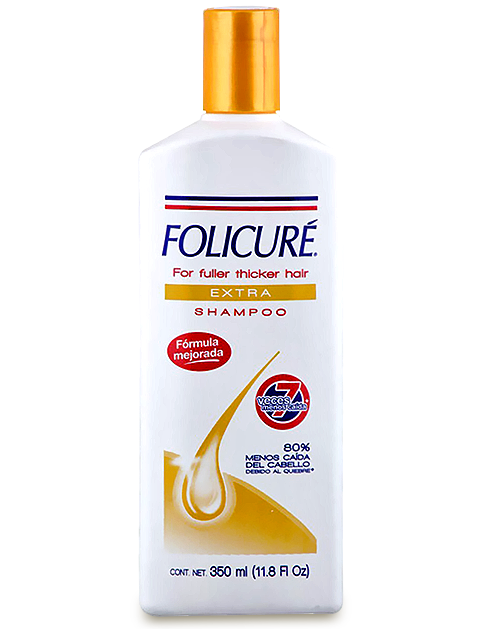 FOLICURÉ®
For fuller thicker hair
EXTRA
SHAMPOO
Fórmula
mejorada
7
veces
menos caída*
80%
MENOS CAÍDA
DEL CABELLO
DEBIDO AL QUIEBRE*
CONT. NET. 350 ml (11.8 Fl Oz)